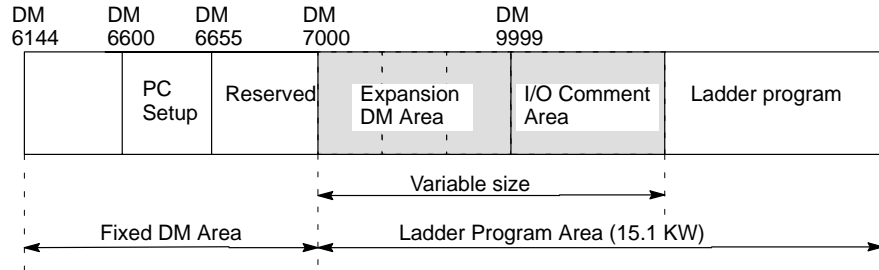 DM 6144
DM 6600
DM 6655
DM 7000
DM 9999
PC Setup
Reserved
Expansion DM Area
I/O Comment Area
Ladder program
Variable size
Fixed DM Area
Ladder Program Area (15.1 KW)